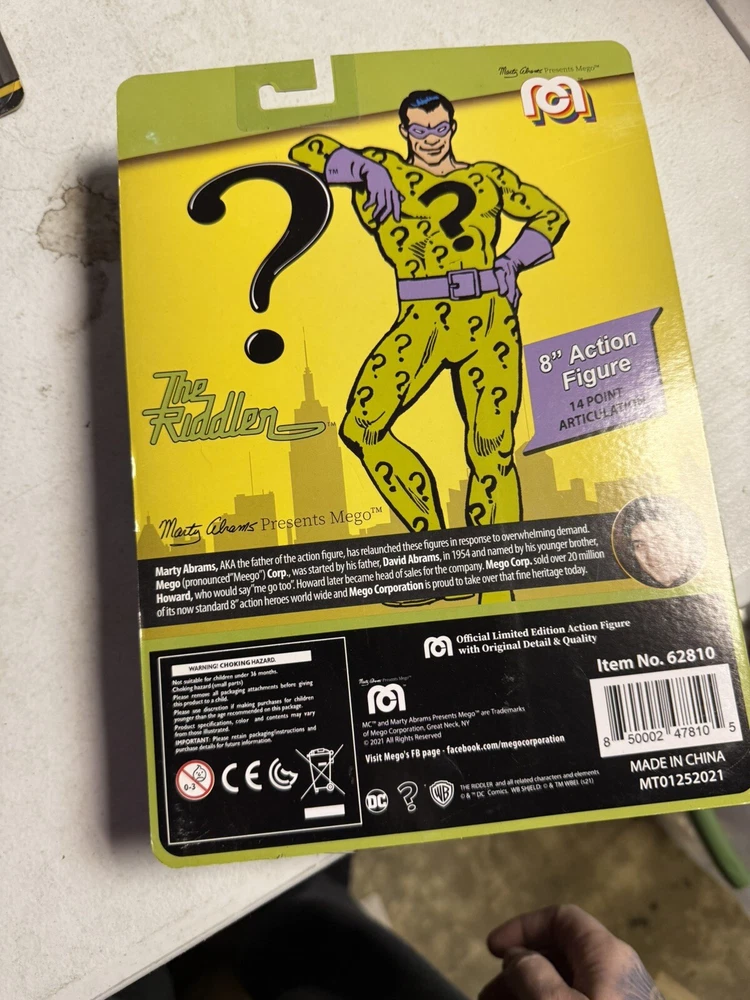 Marty Abrams Presents Mego™
mego
?
TM
8” Action
Figure
14 POINT
ARTICULATION
The
Riddler™
Marty Abrams Presents Mego™
Marty Abrams, AKA the father of the action figure, has relaunched these figures in response to overwhelming demand.
Mego (pronounced"Meego") Corp., was started by his father, David Abrams, in 1954 and named by his younger brother,
Howard, who would say“me go too”. Howard later became head of sales for the company. Mego Corp. sold over 20 million
of its now standard 8” action heroes world wide and Mego Corporation is proud to take over that fine heritage today.
WARNING! CHOKING HAZARD.
Not suitable for children under 36 months.
Choking hazard (small parts)
Please remove all packaging attachments before giving
this product to a child.
Please use discretion if making purchases for children
younger than the age recommended on this package.
Product specifications, color and contents may vary
from those illustrated.
IMPORTANT: Please retain packaging/instructions and
purchase details for future information.
0-3
CE
mego
Official Limited Edition Action Figure
with Original Detail & Quality
Marty Abrams Presents Mego™
mego
MC™ and Marty Abrams Presents Mego™ are Trademarks
of Mego Corporation, Great Neck, NY
© 2021 All Rights Reserved
Visit Mego's FB page - facebook.com/megocorporation
DC
?
WB
THE RIDDLER and all related characters and elements
© & ™ DC Comics. WB SHIELD: © & TM WBEI (s21)
Item No. 62810
8 50002 47810 5
MADE IN CHINA
MT01252021